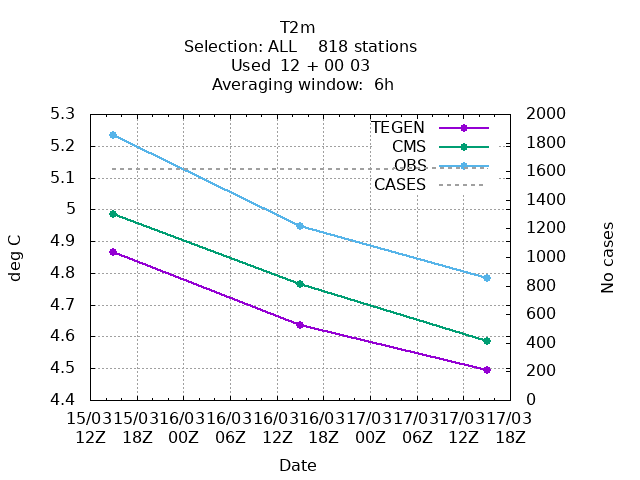 T2m
Selection: ALL 818 stations
Used 12 + 00 03
Averaging window: 6h
TEGEN
CMS
OBS
CASES
5.3
5.2
5.1
5
4.9
4.8
4.7
4.6
4.5
4.4
deg C
2000
1800
1600
1400
1200
1000
800
600
400
200
0
No cases
15/03 15/03 16/03 16/03 16/03 16/03 17/03 17/03 17/03 17/03
12Z 18Z 00Z 06Z 12Z 18Z 00Z 06Z 12Z 18Z
Date